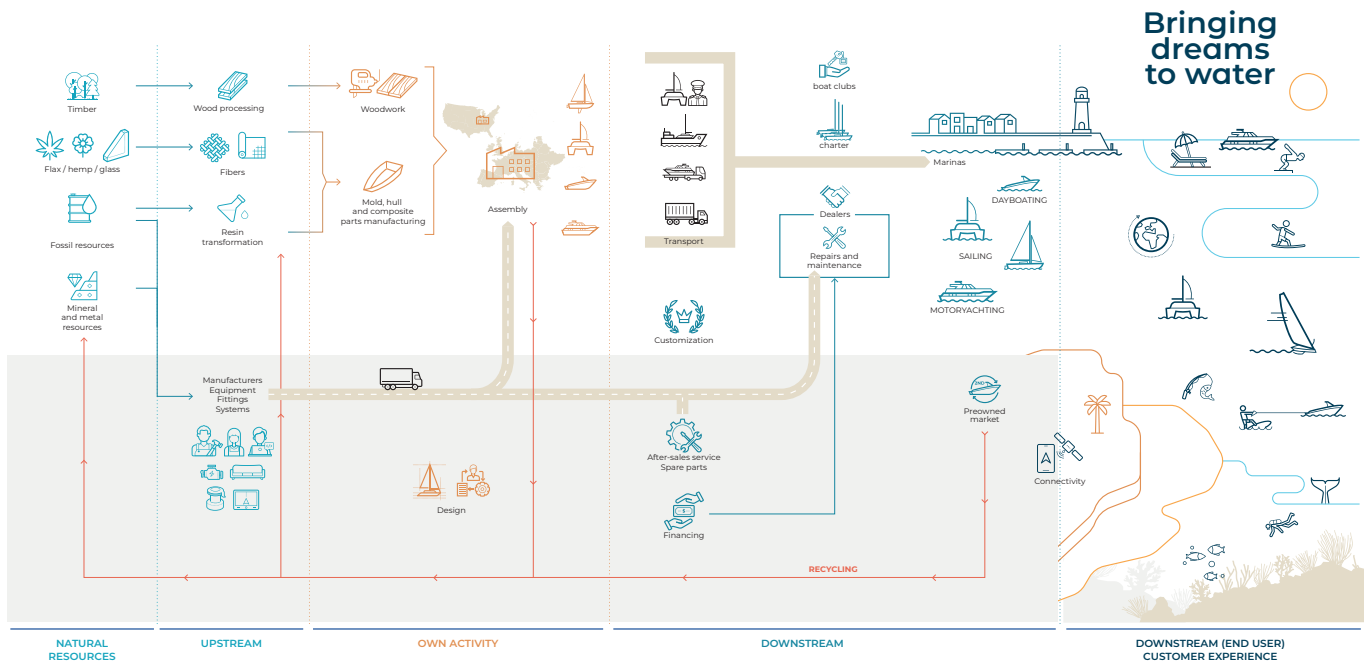 Bringing
dreams
to water
Timber
Wood processing
Woodwork
Flax / hemp / glass
Fibers
Mold, hull
and composite
parts manufacturing
Fossil resources
Resin
transformation
Mineral
and metal
resources
Assembly
Transport
boat clubs
charter
Marinas
Dealers
Repairs and
maintenance
DAYBOATING
SAILING
MOTORYACHTING
Customization
Manufacturers
Equipment
Fittings
Systems
Design
After-sales service
Spare parts
Financing
Preowned
market
Connectivity
RECYCLING
NATURAL
RESOURCES
UPSTREAM
OWN ACTIVITY
DOWNSTREAM
DOWNSTREAM (END USER)
CUSTOMER EXPERIENCE